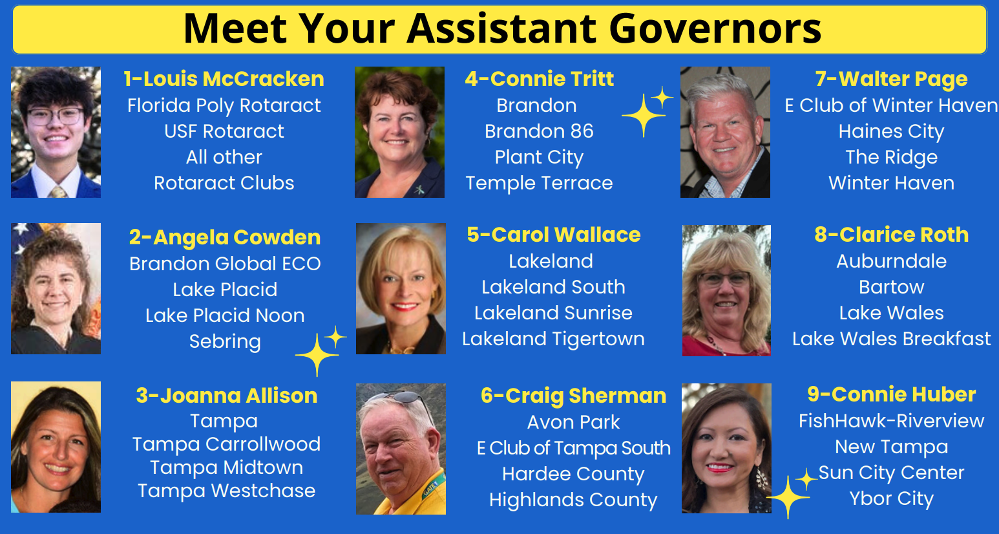 Meet Your Assistant Governors
1-Louis McCracken
Florida Poly Rotaract
USF Rotaract
All other
Rotaract Clubs
2-Angela Cowden
Brandon Global ECO
Lake Placid
Lake Placid Noon
Sebring
3-Joanna Allison
Tampa
Tampa Carrollwood
Tampa Midtown
Tampa Westchase
4-Connie Tritt
Brandon
Brandon 86
Plant City
Temple Terrace
5-Carol Wallace
Lakeland
Lakeland South
Lakeland Sunrise
Lakeland Tigertown
6-Craig Sherman
Avon Park
E Club of Tampa South
Hardee County
Highlands County
7-Walter Page
E Club of Winter Haven
Haines City
The Ridge
Winter Haven
8-Clarice Roth
Auburndale
Bartow
Lake Wales
Lake Wales Breakfast
9-Connie Huber
FishHawk-Riverview
New Tampa
Sun City Center
Ybor City